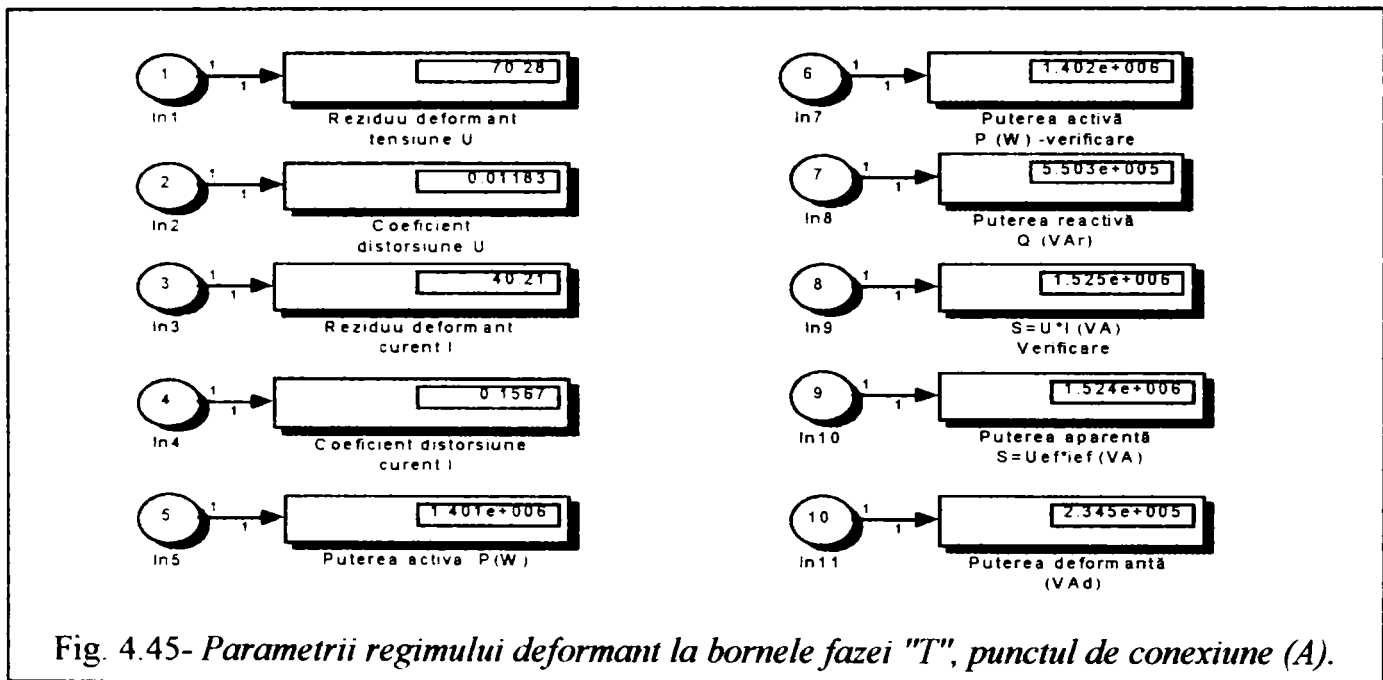 1
1
1
70.28
In1
Reziduu deformant
tensiune U
2
1
1
0.01183
In2
Coeficient
distorsiune U
3
1
1
40.21
In3
Reziduu deformant
curent I
4
1
1
0.1567
In4
Coeficient distorsiune
curent I
5
1
1
1.401e+006
In5
Puterea activa P(W)
6
1
1
1.402e+006
In7
Puterea activă
P (W) -verificare
7
1
1
5.503e+005
In8
Puterea reactivă
Q (VAr)
8
1
1
1.525e+006
In9
S=U*I (VA)
Verificare
9
1
1
1.524e+006
In10
Puterea aparentă
S=Uef*ief (VA)
10
1
1
2.345e+005
In11
Puterea deformantă
(VAd)
Fig. 4.45- Parametrii regimului deformant la bornele fazei "T", punctul de conexiune (A).